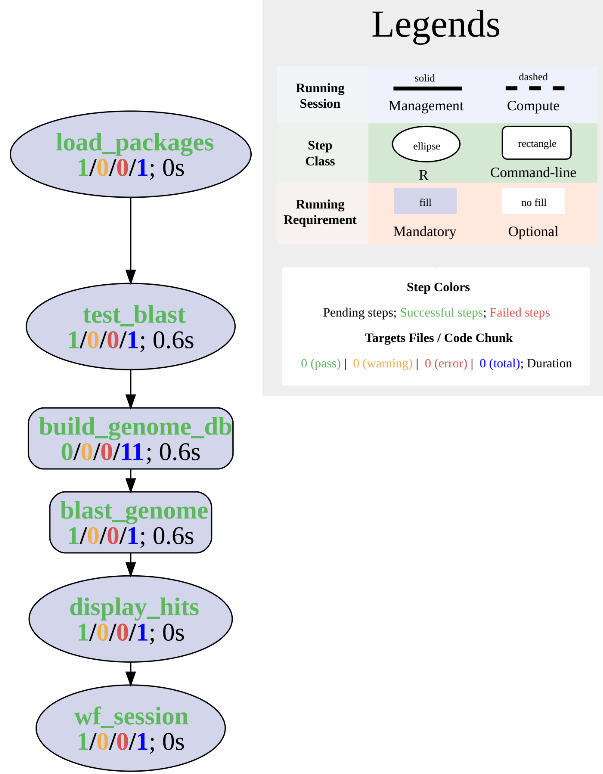 load_packages
1/0/0/1; 0s
test_blast
1/0/0/1; 0.6s
build_genome_db
0/0/0/11; 0.6s
blast_genome
1/0/0/1; 0.6s
display_hits
1/0/0/1; 0s
wf_session
1/0/0/1; 0s
Legends
Running
Session
solid
Management
dashed
Compute
Step
Class
ellipse
R
rectangle
Command-line
Running
Requirement
fill
Mandatory
no fill
Optional
Step Colors
Pending steps; Successful steps; Failed steps
Targets Files / Code Chunk
0 (pass) | 0 (warning) | 0 (error) | 0 (total); Duration